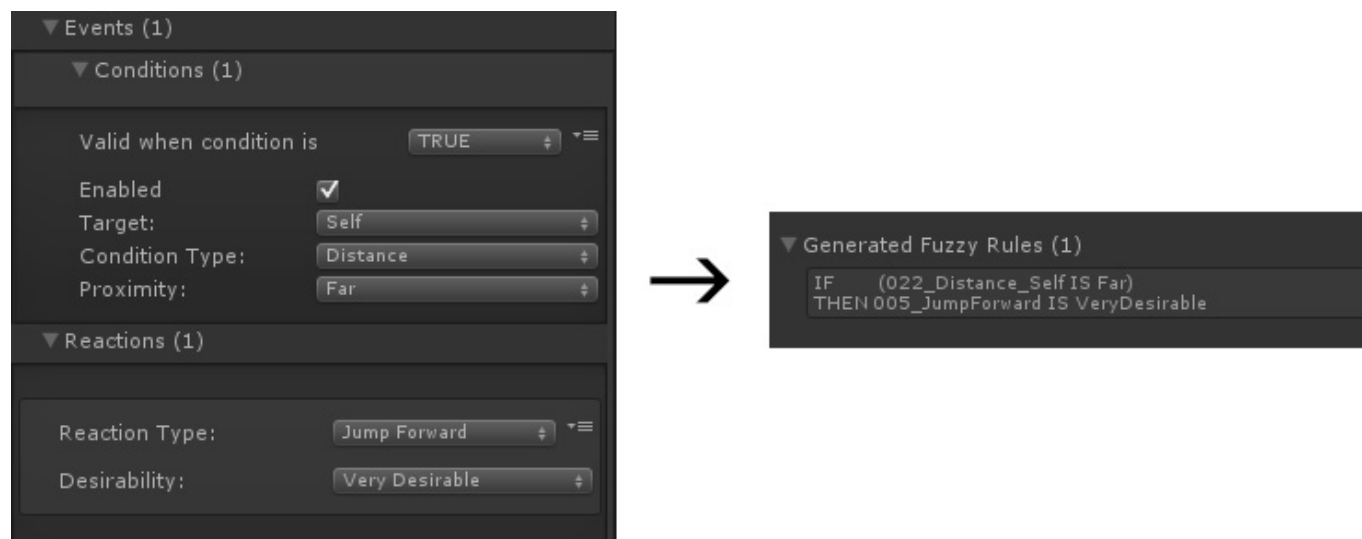 Events (1)
Conditions (1)
Valid when condition is TRUE
Enabled
Target: Self
Condition Type: Distance
Proximity: Far
Reactions (1)
Reaction Type: Jump Forward
Desirability: Very Desirable
Generated Fuzzy Rules (1)
IF (022_Distance_Self IS Far)
THEN 005_JumpForward IS VeryDesirable